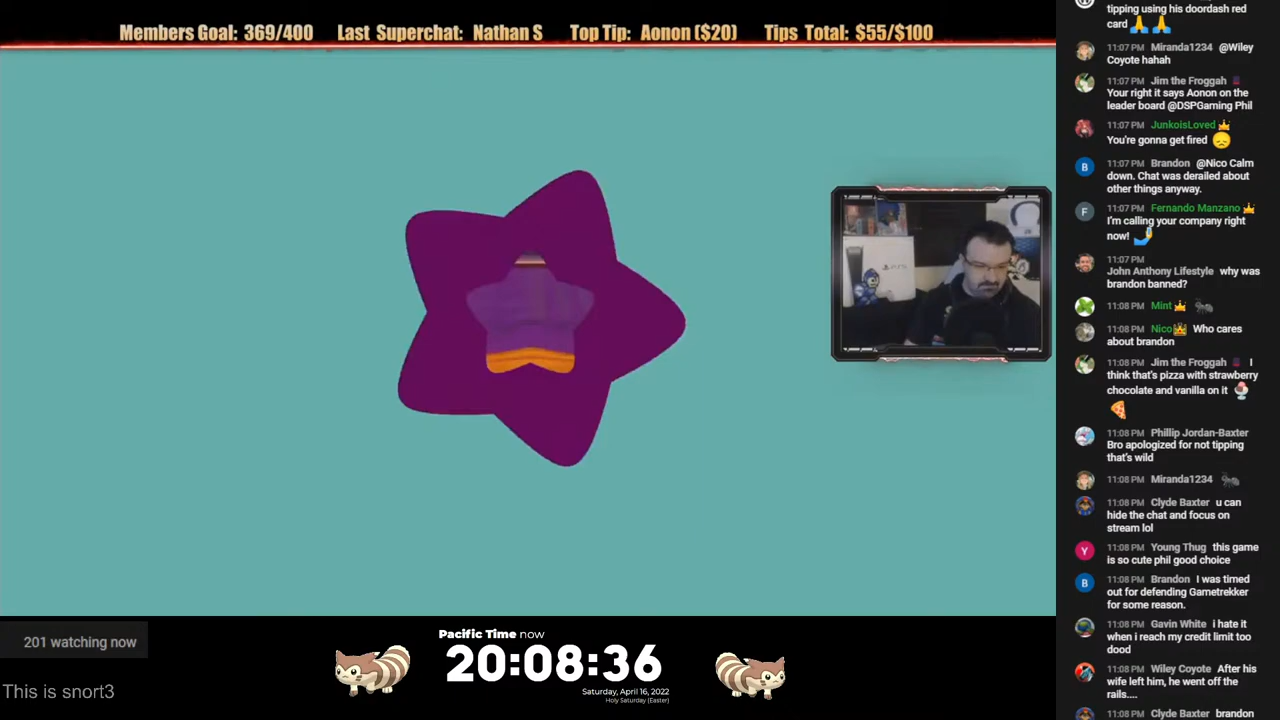 Members Goal: 369/400 Last Superchat: Nathan S Top Tip: Aonon ($20) Tips Total: $55/$100
201 watching now
This is snort3
Pacific Time now
20:08:36
Saturday, April 16, 2022
Holy Saturday (Easter)
tipping using his doordash red
card 🙏 🙏
11:07 PM Miranda1234 @Wiley
Coyote hahah
11:07 PM Jim the Froggah
Your right it says Aonon on the
leader board @DSPGaming Phil
11:07 PM JunkoisLoved
You're gonna get fired 😞
11:07 PM Brandon @Nico Calm
down. Chat was derailed about
other things anyway.
11:07 PM Fernando Manzano
I'm calling your company right
now! 🤳
11:07 PM
John Anthony Lifestyle why was
brandon banned?
11:08 PM Mint 🐜
11:08 PM Nico Who cares
about brandon
11:08 PM Jim the Froggah I
think that's pizza with strawberry
chocolate and vanilla on it 🍨
🍕
11:08 PM Phillip Jordan-Baxter
Bro apologized for not tipping
that's wild
11:08 PM Miranda1234 🐜
11:08 PM Clyde Baxter u can
hide the chat and focus on
stream lol
11:08 PM Young Thug this game
is so cute phil good choice
11:08 PM Brandon I was timed
out for defending Gametrekker
for some reason.
11:08 PM Gavin White i hate it
when i reach my credit limit too
dood
11:08 PM Wiley Coyote After his
wife left him, he went off the
rails....
11:08 PM Clyde Baxter brandon